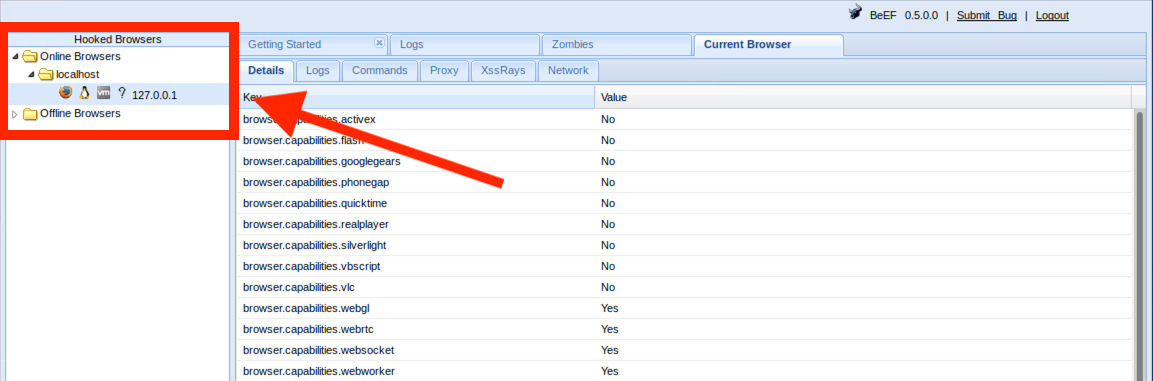 BeEF 0.5.0.0 | Submit Bug | Logout
Hooked Browsers
Online Browsers
localhost
vm ? 127.0.0.1
Offline Browsers
Getting Started Logs Zombies Current Browser
Details Logs Commands Proxy XssRays Network
Key Value
browser.capabilities.activex No
browser.capabilities.flash No
browser.capabilities.googlegears No
browser.capabilities.phonegap No
browser.capabilities.quicktime No
browser.capabilities.realplayer No
browser.capabilities.silverlight No
browser.capabilities.vbscript No
browser.capabilities.vlc No
browser.capabilities.webgl Yes
browser.capabilities.webrtc Yes
browser.capabilities.websocket Yes
browser.capabilities.webworker Yes